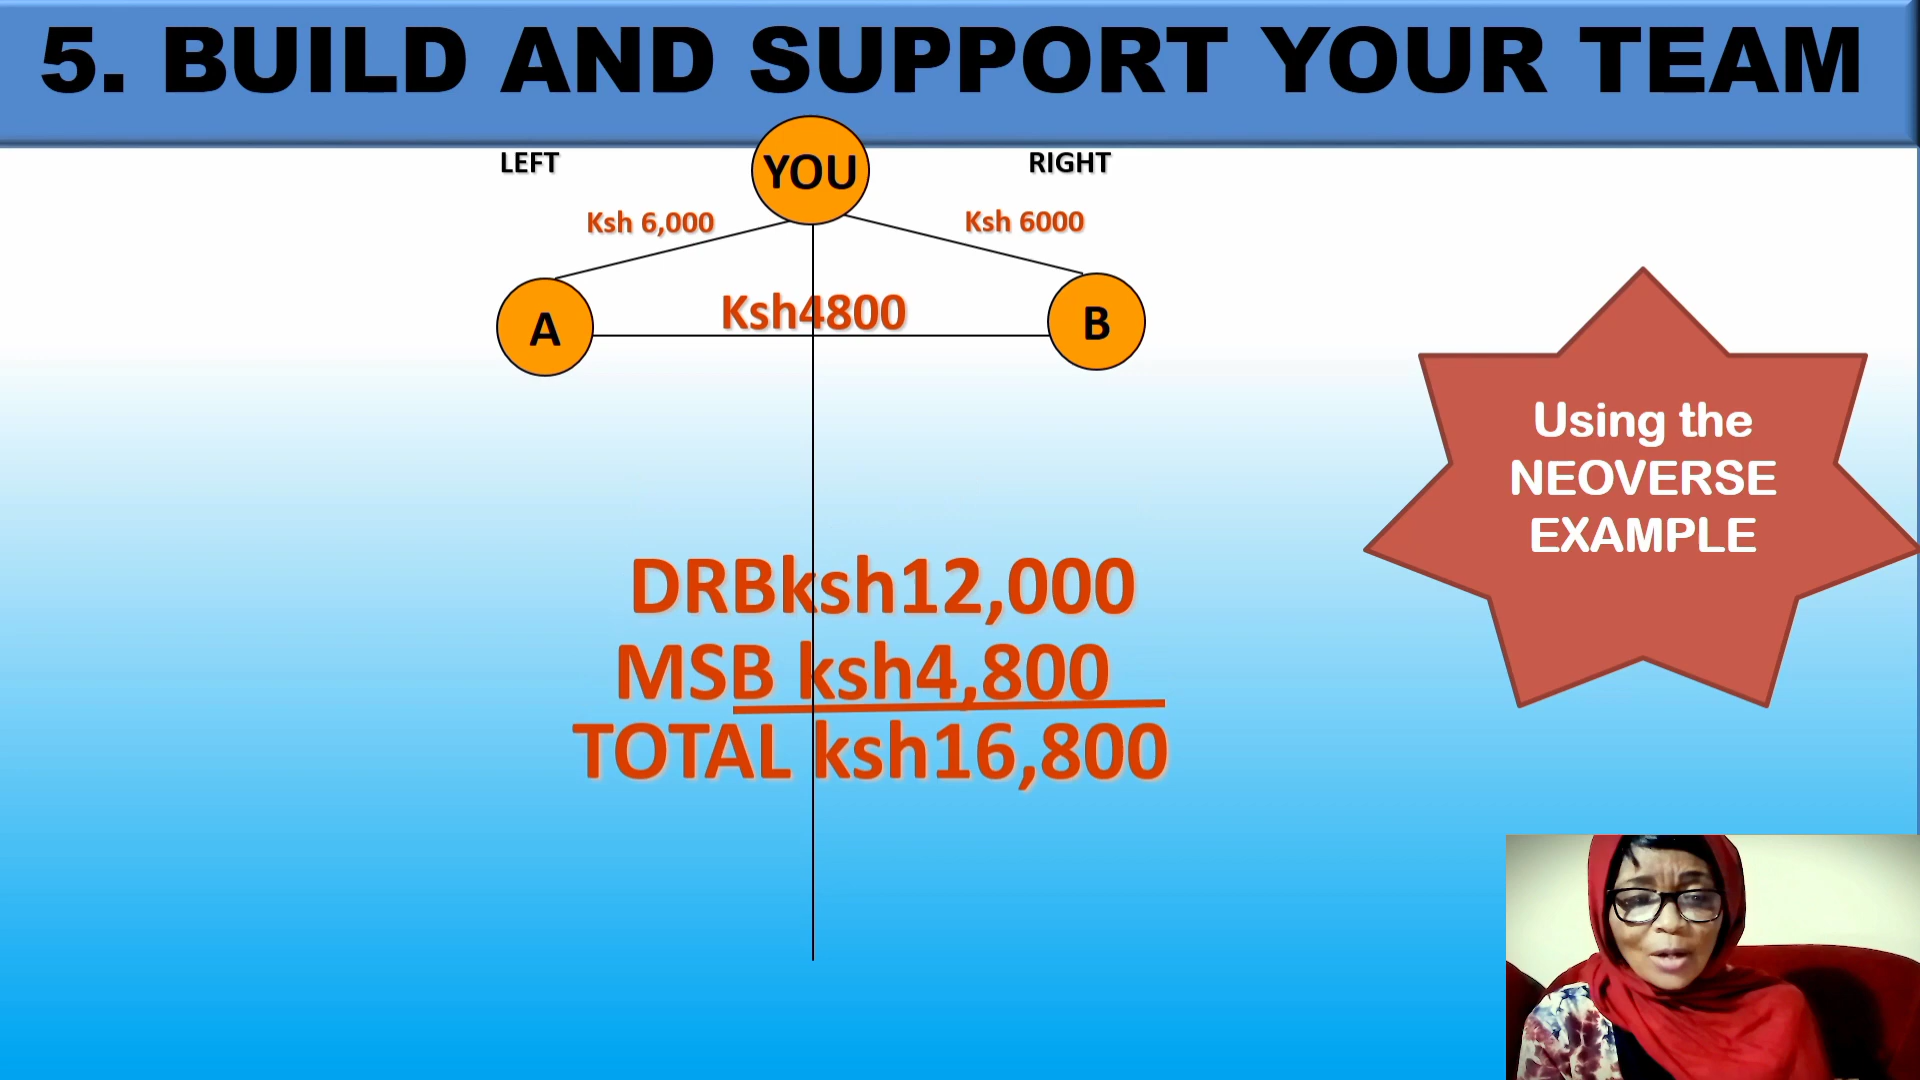 5. BUILD AND SUPPORT YOUR TEAM
LEFT
YOU
RIGHT
Ksh 6,000
Ksh 6000
A
Ksh4800
B
Using the
NEOVERSE
EXAMPLE
DRBksh12,000
MSB ksh4,800
TOTAL ksh16,800